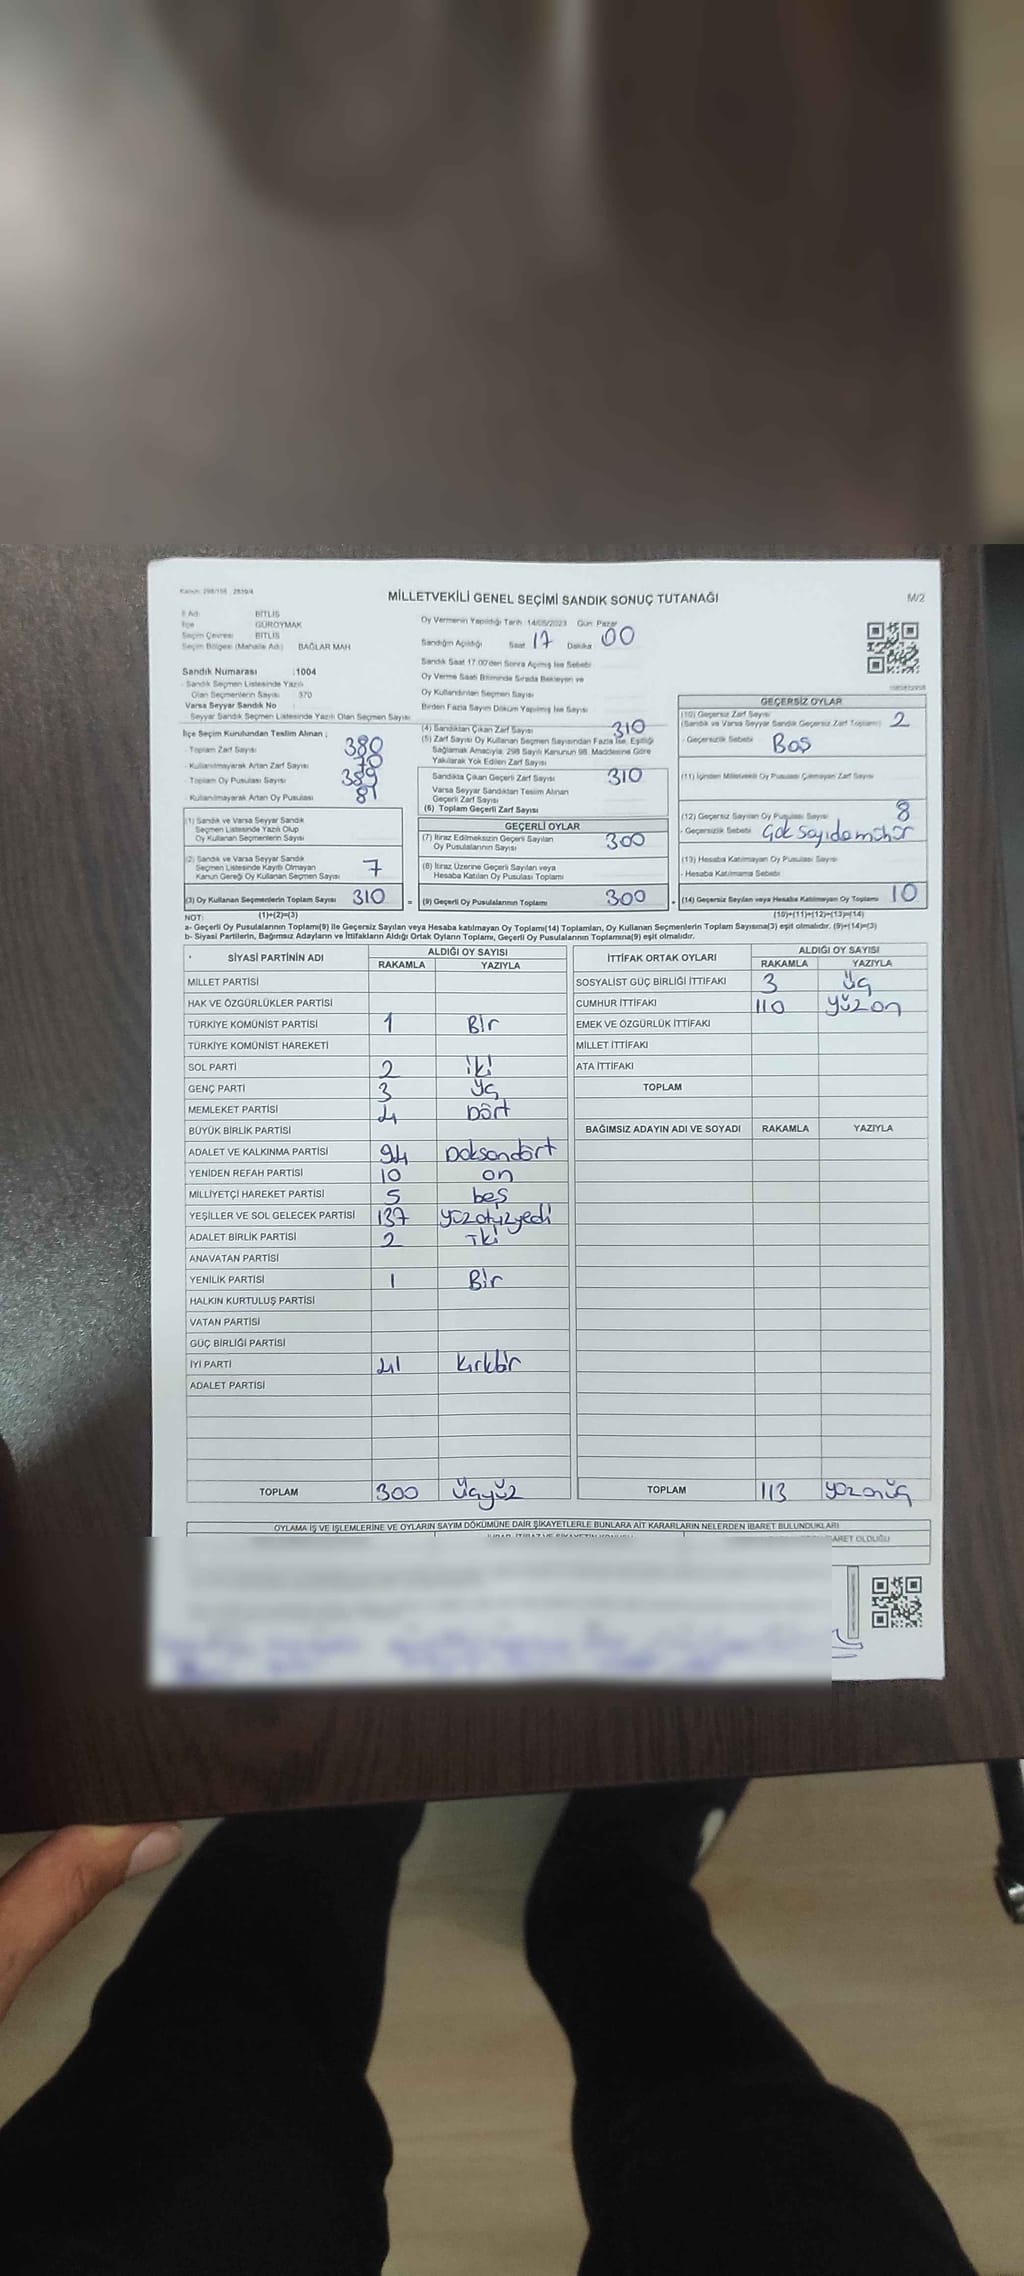 Kanun: 298/156 2839/4
MİLLETVEKİLİ GENEL SEÇİMİ SANDIK SONUÇ TUTANAĞI
M/2
İl Adı BİTLİS
İlçe GÜROYMAK
Seçim Çevresi BİTLİS
Seçim Bölgesi (Mahalle Adı) BAĞLAR MAH
Sandık Numarası :1004
- Sandık Seçmen Listesinde Yazılı
Olan Seçmenlerin Sayısı 370
Varsa Seyyar Sandık No
Seyyar Sandık Seçmen Listesinde Yazılı Olan Seçmen Sayısı
İlçe Seçim Kurulundan Teslim Alınan ;
- Toplam Zarf Sayısı 380
- Kullanılmayarak Artan Zarf Sayısı 70
- Toplam Oy Pusulası Sayısı
- Kullanılmayarak Artan Oy Pusulası 81
(1) Sandık ve Varsa Seyyar Sandık
Seçmen Listesinde Yazılı Olup
Oy Kullanan Seçmenlerin Sayısı
(2) Sandık ve Varsa Seyyar Sandık
Seçmen Listesinde Kayıtlı Olmayan
Kanun Gereği Oy Kullanan Seçmen Sayısı 7
(3) Oy Kullanan Seçmenlerin Toplam Sayısı 310
Oy Vermenin Yapıldığı Tarih 14/05/2023 Gün Pazar
Sandığın Açıldığı Saat 17 Dakika 00
Sandık Saat 17.00'den Sonra Açılmış İse Sebebi
Oy Verme Saati Bitiminde Sırada Bekleyen ve
Oy Kullandırılan Seçmen Sayısı
Birden Fazla Sayım Döküm Yapılmış İse Sayısı
(4) Sandıktan Çıkan Zarf Sayısı 310
(5) Zarf Sayısı Oy Kullanan Seçmen Sayısından Fazla İse, Eşitliği
Sağlamak Amacıyla, 298 Sayılı Kanunun 98. Maddesine Göre
Yakılarak Yok Edilen Zarf Sayısı
Sandıkta Çıkan Geçerli Zarf Sayısı 310
Varsa Seyyar Sandıktan Teslim Alınan
Geçerli Zarf Sayısı
(6) Toplam Geçerli Zarf Sayısı
GEÇERLİ OYLAR
(7) İtiraz Edilmeksizin Geçerli Sayılan
Oy Pusulalarının Sayısı 300
(8) İtiraz Üzerine Geçerli Sayılan veya
Hesaba Katılan Oy Pusulası Toplamı
= (9) Geçerli Oy Pusulalarının Toplamı 300
GEÇERSİZ OYLAR
(10) Geçersiz Zarf Sayısı
(Sandık ve Varsa Seyyar Sandık Geçersiz Zarf Toplamı) 2
- Geçersizlik Sebebi Boş
(11) İçinden Milletvekili Oy Pusulası Çıkmayan Zarf Sayısı
(12) Geçersiz Sayılan Oy Pusulası Sayısı 8
- Geçersizlik Sebebi Çok sayıda mühür
(13) Hesaba Katılmayan Oy Pusulası Sayısı
- Hesaba Katılmama Sebebi
+ (14) Geçersiz Sayılan veya Hesaba Katılmayan Oy Toplamı 10
NOT: (1)+(2)=(3) (10)+(11)+(12)+(13)=(14)
a- Geçerli Oy Pusulalarının Toplamı(9) ile Geçersiz Sayılan veya Hesaba katılmayan Oy Toplamı(14) Toplamları, Oy Kullanan Seçmenlerin Toplam Sayısına(3) eşit olmalıdır. (9)+(14)=(3)
b- Siyasi Partilerin, Bağımsız Adayların ve İttifakların Aldığı Ortak Oyların Toplamı, Geçerli Oy Pusulalarının Toplamına(9) eşit olmalıdır.
SİYASİ PARTİNİN ADI ALDIĞI OY SAYISI
RAKAMLA YAZIYLA
MİLLET PARTİSİ
HAK VE ÖZGÜRLÜKLER PARTİSİ
TÜRKİYE KOMÜNİST PARTİSİ 1 Bir
TÜRKİYE KOMÜNİST HAREKETİ
SOL PARTİ 2 iki
GENÇ PARTİ 3 Üç
MEMLEKET PARTİSİ 4 Dört
BÜYÜK BİRLİK PARTİSİ
ADALET VE KALKINMA PARTİSİ 94 Doksandört
YENİDEN REFAH PARTİSİ 10 on
MİLLİYETÇİ HAREKET PARTİSİ 5 beş
YEŞİLLER VE SOL GELECEK PARTİSİ 137 yüzotuzyedi
ADALET BİRLİK PARTİSİ 2 İki
ANAVATAN PARTİSİ
YENİLİK PARTİSİ 1 Bir
HALKIN KURTULUŞ PARTİSİ
VATAN PARTİSİ
GÜÇ BİRLİĞİ PARTİSİ
İYİ PARTİ 41 kırkbir
ADALET PARTİSİ
TOPLAM 300 Üçyüz
İTTİFAK ORTAK OYLARI ALDIĞI OY SAYISI
RAKAMLA YAZIYLA
SOSYALİST GÜÇ BİRLİĞİ İTTİFAKI 3 Üç
CUMHUR İTTİFAKI 110 yüzon
EMEK VE ÖZGÜRLÜK İTTİFAKI
MİLLET İTTİFAKI
ATA İTTİFAKI
TOPLAM
BAĞIMSIZ ADAYIN ADI VE SOYADI RAKAMLA YAZIYLA
TOPLAM 113 yüzonüç
OYLAMA İŞ VE İŞLEMLERİNE VE OYLARIN SAYIM DÖKÜMÜNE DAİR ŞİKAYETLERLE BUNLARA AİT KARARLARIN NELERDEN İBARET BULUNDUKLARI